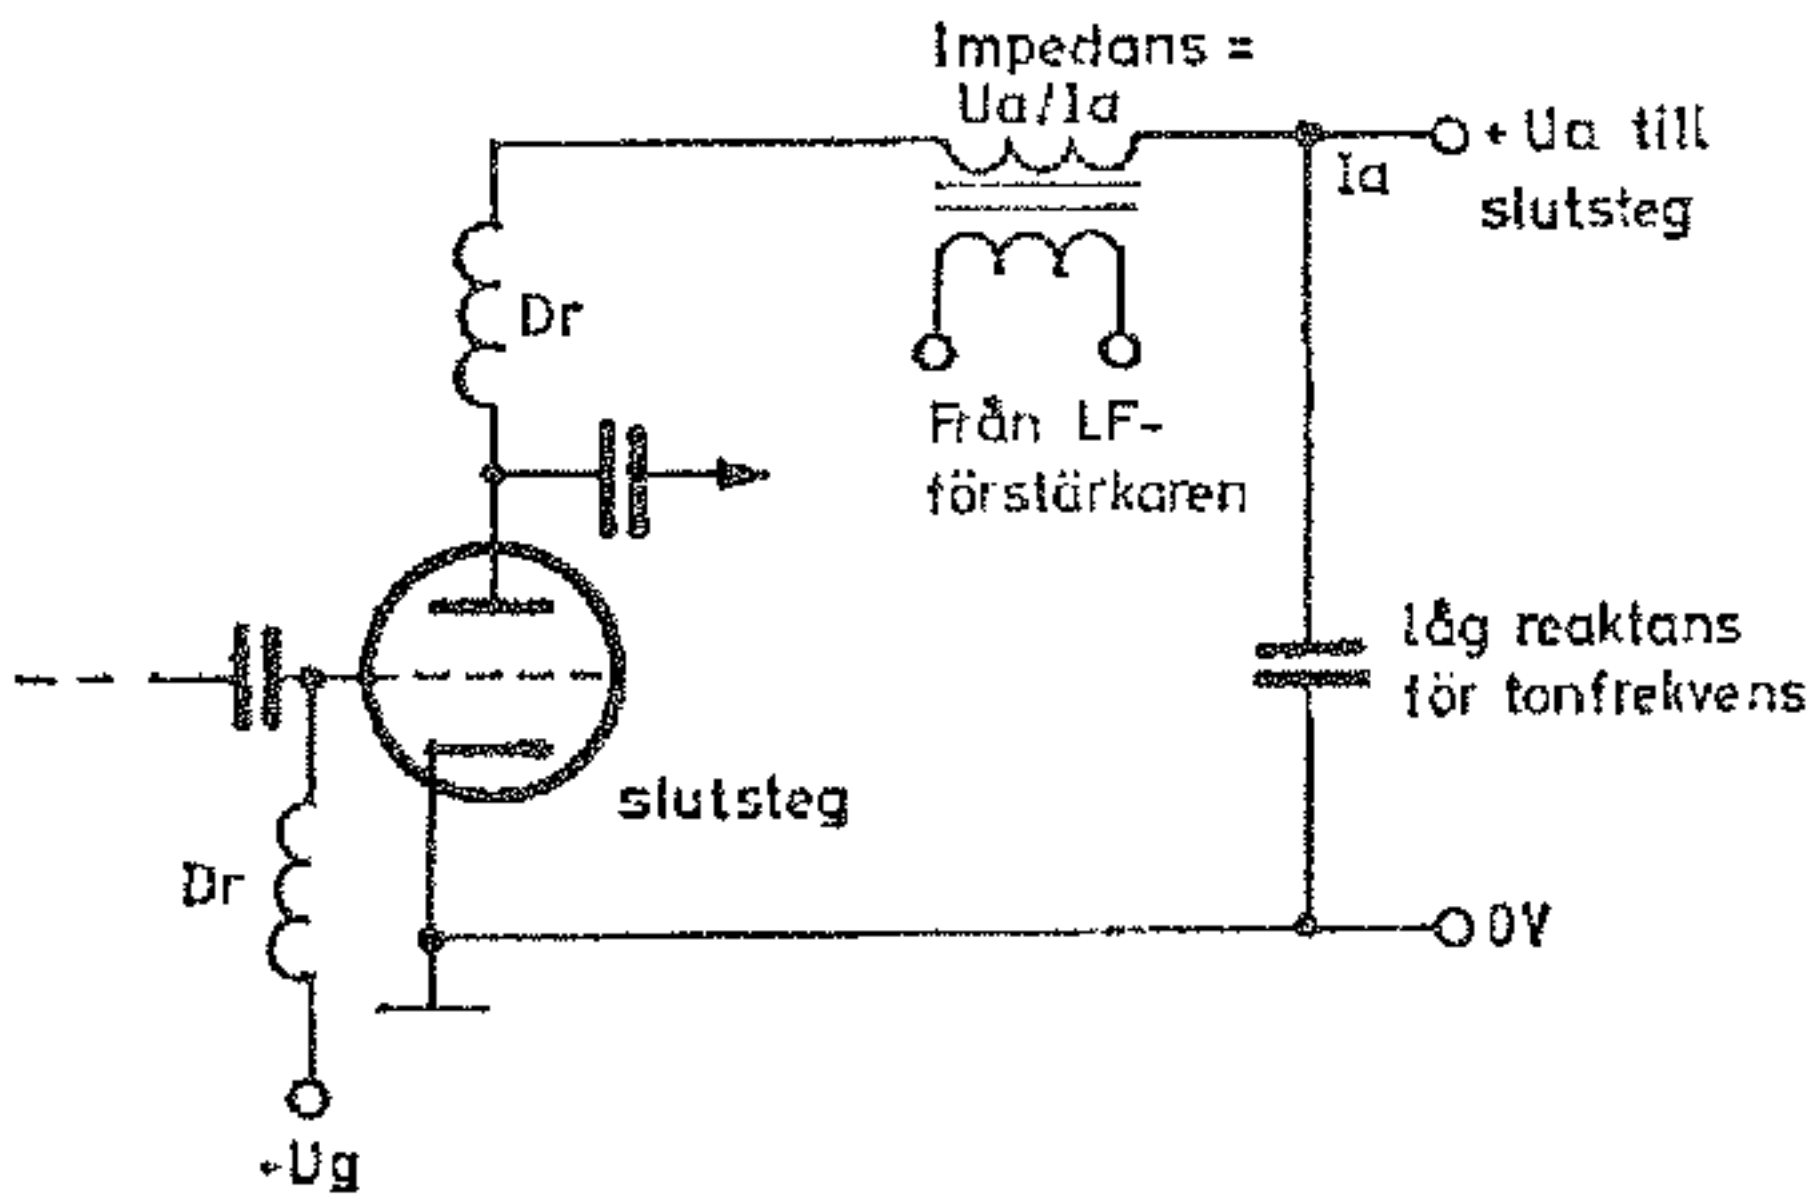 Impedans =
Ua/Ia
+ Ua till
slutsteg
Ia
Dr
Från LF-
förstärkaren
låg reaktans
för tonfrekvens
slutsteg
Dr
0V
-Ug